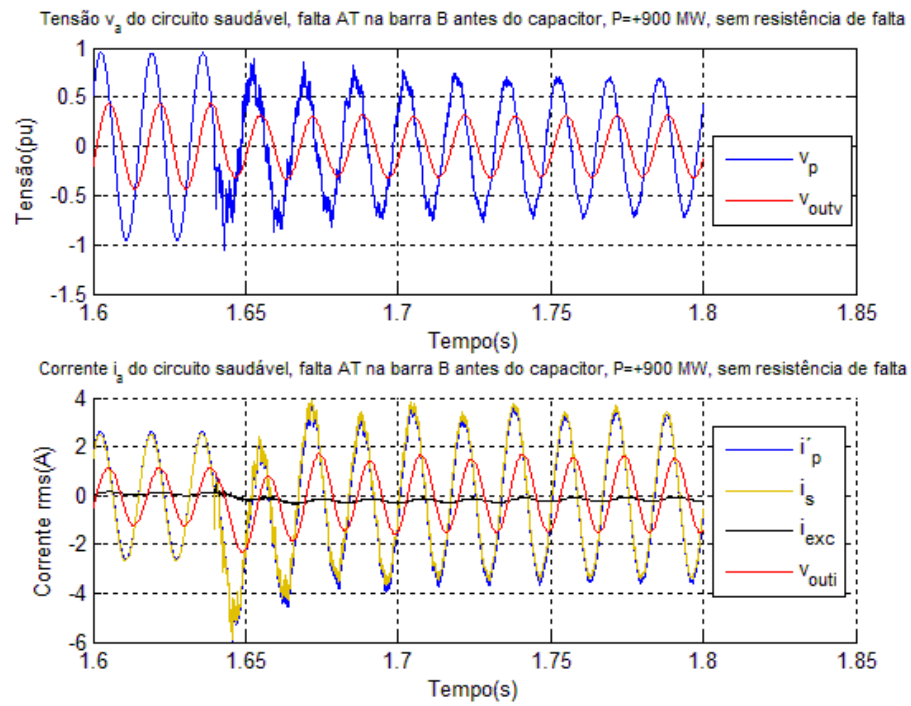 Tensão v_a do circuito saudável, falta AT na barra B antes do capacitor, P=+900 MW, sem resistência de falta
1
0.5
0
-0.5
-1
-1.5
Tensão(pu)
v_p
v_outv
1.6
1.65
1.7
1.75
1.8
1.85
Tempo(s)
Corrente i_a do circuito saudável, falta AT na barra B antes do capacitor, P=+900 MW, sem resistência de falta
4
2
0
-2
-4
-6
Corrente rms(A)
i´p
i_s
i_exc
v_outi
1.6
1.65
1.7
1.75
1.8
1.85
Tempo(s)